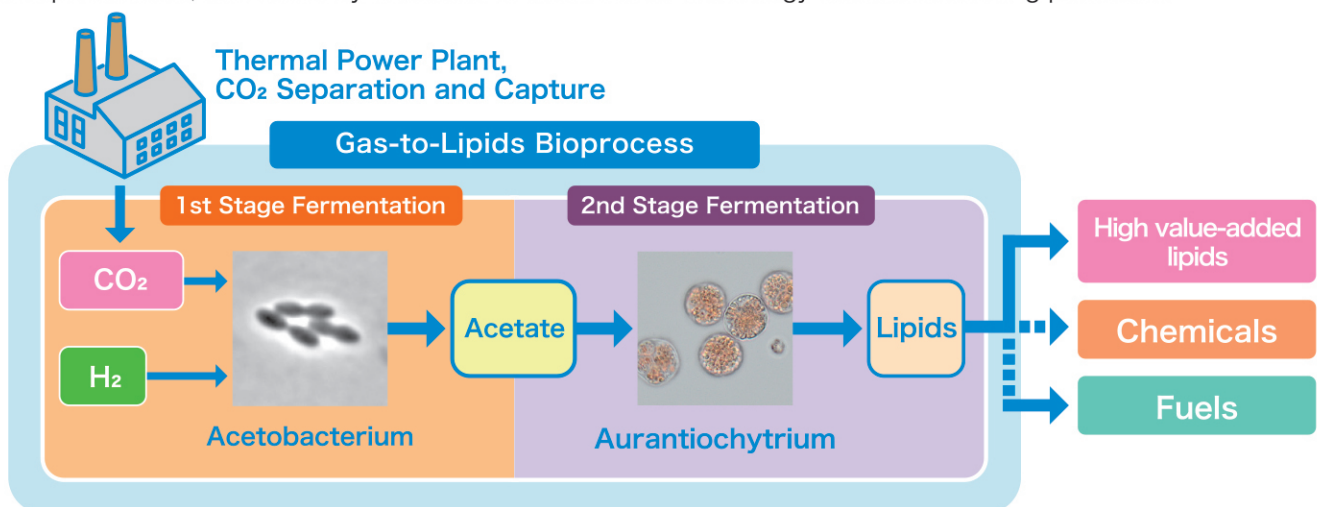 Thermal Power Plant,
CO₂ Separation and Capture
Gas-to-Lipids Bioprocess
1st Stage Fermentation
2nd Stage Fermentation
CO₂
H₂
Acetobacterium
Acetate
Aurantiochytrium
Lipids
High value-added
lipids
Chemicals
Fuels